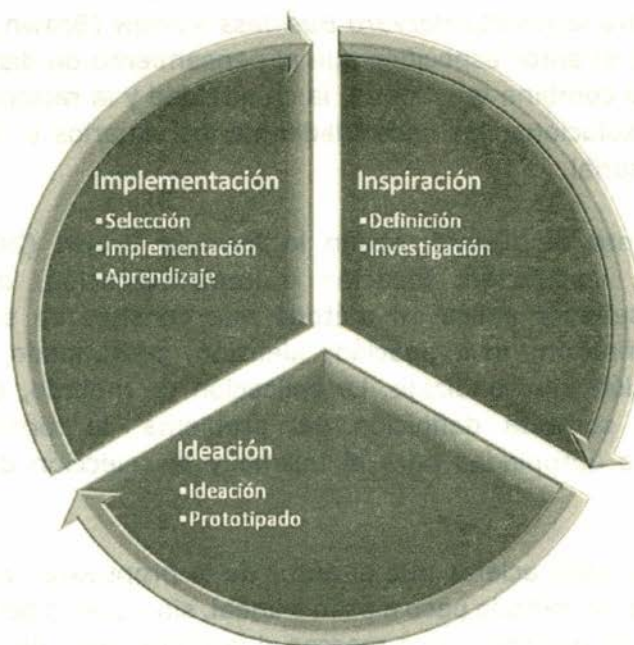 Implementación
▪Selección
▪Implementación
▪Aprendizaje
Inspiración
▪Definición
▪Investigación
Ideación
▪Ideación
▪Prototipado